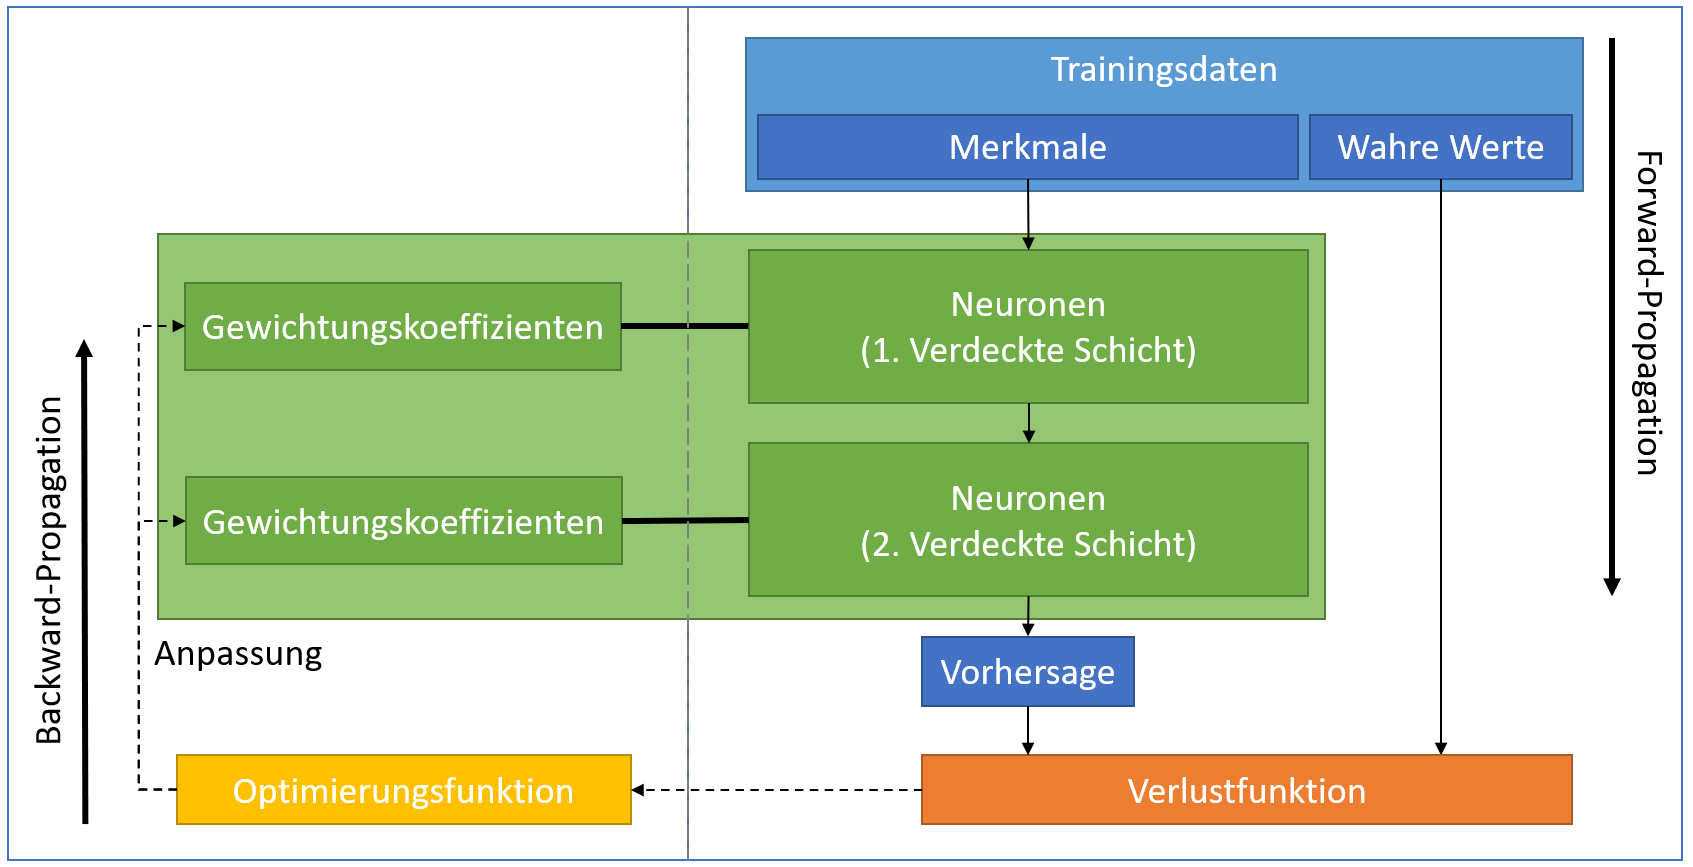 Trainingsdaten
Merkmale
Wahre Werte
Forward-Propagation
Gewichtungskoeffizienten
Neuronen
(1. Verdeckte Schicht)
Gewichtungskoeffizienten
Neuronen
(2. Verdeckte Schicht)
Backward-Propagation
Anpassung
Vorhersage
Optimierungsfunktion
Verlustfunktion